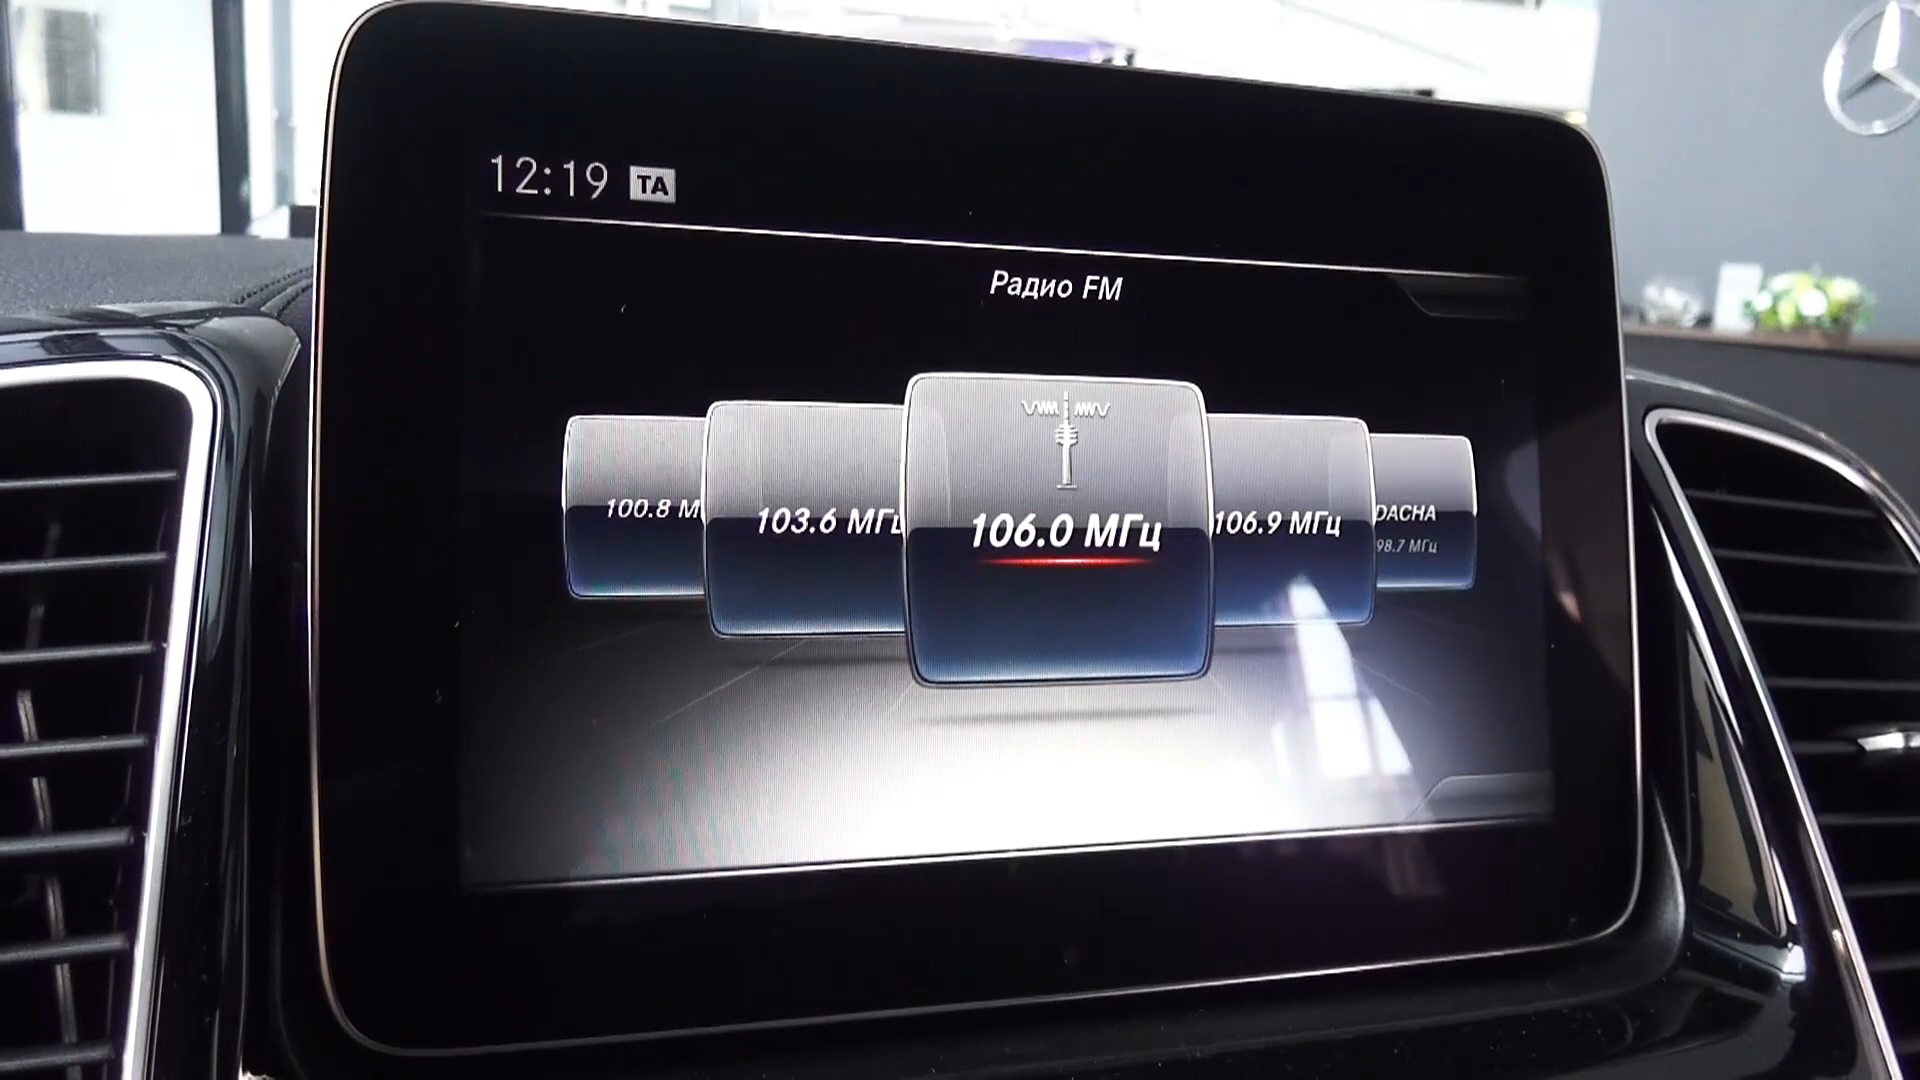 12:19 TA
Радио FM
100.8 М
103.6 МГц
106.0 МГц
106.9 МГц
DACHA
98.7 МГц